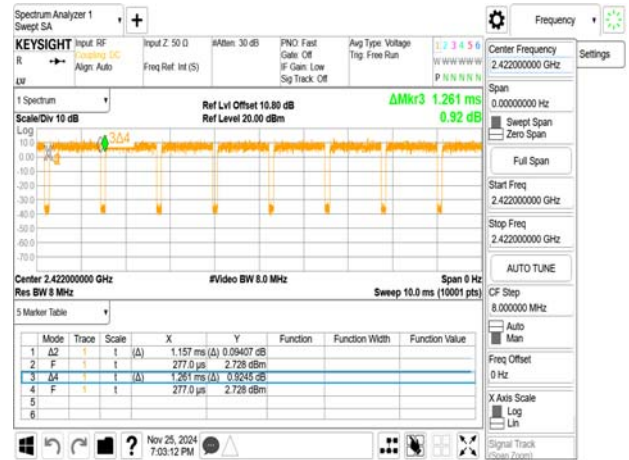 Spectrum Analyzer 1
Swept SA
+
Frequency
KEYSIGHT
Input: RF
Coupling: DC
Align: Auto
Input Z: 50 Ω
Freq Ref: Int (S)
#Atten: 30 dB
PNO: Fast
Gate: Off
IF Gain: Low
Sig Track: Off
Avg Type: Voltage
Trig: Free Run
1 2 3 4 5 6
W W W W W W
P N N N N N
R
LVI
1 Spectrum
Scale/Div 10 dB
Ref Lvl Offset 10.80 dB
Ref Level 20.00 dBm
ΔMkr3 1.261 ms
0.92 dB
Log
10.0
0.00
-10.0
-20.0
-30.0
-40.0
-50.0
-60.0
-70.0
3Δ4
Center 2.422000000 GHz
Res BW 8 MHz
#Video BW 8.0 MHz
Span 0 Hz
Sweep 10.0 ms (10001 pts)
5 Marker Table
Mode Trace Scale X Y Function Function Width Function Value
1 Δ2 1 t (Δ) 1.157 ms (Δ) 0.09407 dB
2 F 1 t 277.0 µs 2.728 dBm
3 Δ4 1 t (Δ) 1.261 ms (Δ) 0.9245 dB
4 F 1 t 277.0 µs 2.728 dBm
5
6
?
Nov 25, 2024
7:03:12 PM
Center Frequency
2.422000000 GHz
Settings
Span
0.00000000 Hz
Swept Span
Zero Span
Full Span
Start Freq
2.422000000 GHz
Stop Freq
2.422000000 GHz
AUTO TUNE
CF Step
8.000000 MHz
Auto
Man
Freq Offset
0 Hz
X Axis Scale
Log
Lin
Signal Track
(Span Zoom)